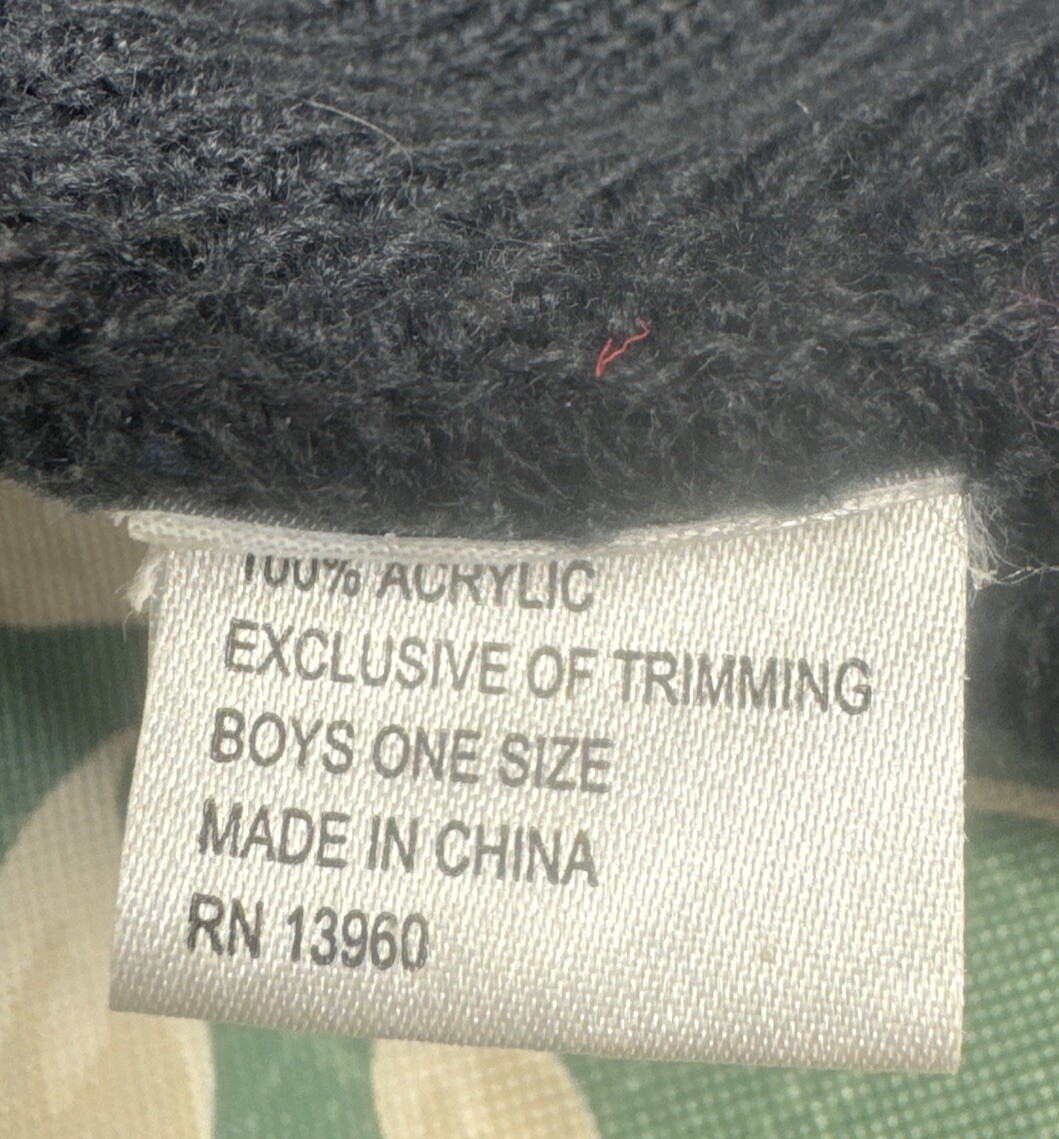 100% ACRYLIC
EXCLUSIVE OF TRIMMING
BOYS ONE SIZE
MADE IN CHINA
RN 13960